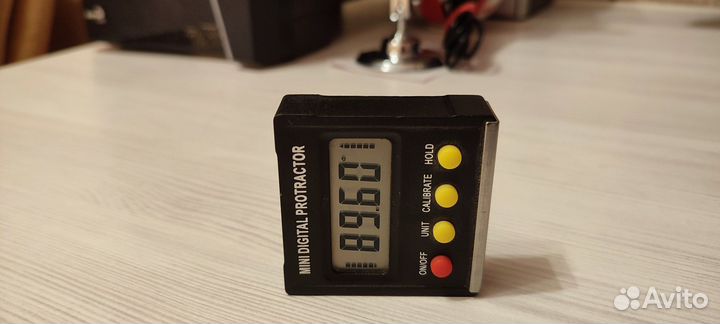 MINI DIGITAL PROTRACTOR
89.60°
ON/OFF
UNIT
CALIBRATE
HOLD
Avito